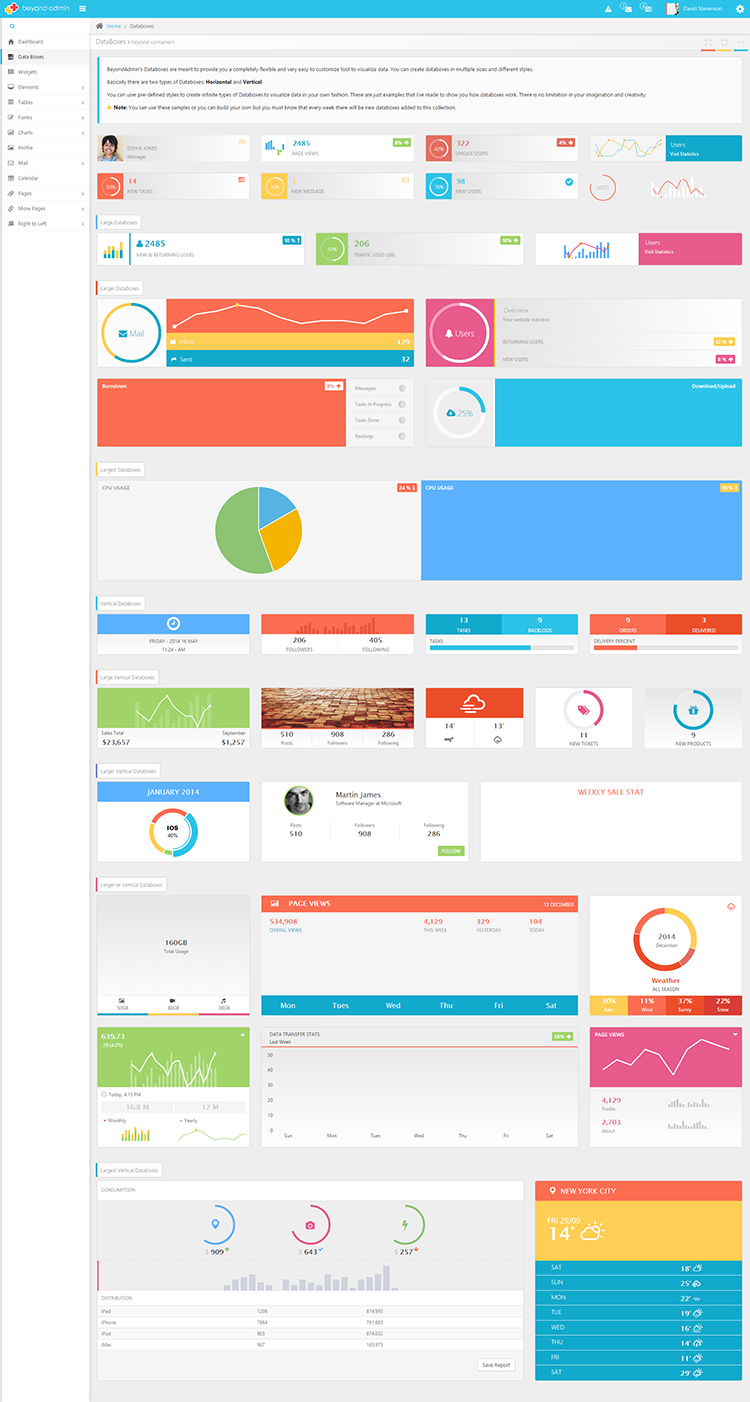 beyond admin
David Stevenson
Home / Databoxes
Dashboard
Data Boxes
Widgets
Elements
Tables
Forms
Charts
Profile
Mail
Calendar
Pages
More Pages
Right to Left
DataBoxes > beyond containers
BeyondAdmin's Databoxes are meant to provide you a completely flexible and very easy to customize tool to visualize data. You can create databoxes in multiple sizes and different styles.
Basically there are two types of Databoxes: Horizontal and Vertical.
You can user pre-defined styles to create infinite types of Databoxes to visualize data in your own fashion. These are just examples that i've made to show you how databoxes work. There is no limitation in your imagination and creativity.
Note: You can use these samples or you can build your own but you must know that every week there will be new databoxes added to this collection.
DIVYIA JONES
Manager
2485
PAGE VIEWS
8%
42%
322
UNIQUE USERS
4%
Users
Visit Statistics
50%
14
NEW TASKS
1
NEW MESSAGE
76%
98
NEW USERS
VISITS
Large Databoxes
2485
NEW & RETURNING USERS
10 %
50%
206
TRAFFIC USED (GB)
10%
Users
Visit Statistics
Larger Databoxes
Mail
Inbox 129
Sent 32
Users
Overview
Your website statistics
RETURNING USERS 12 %
NEW USERS 8 %
Burndown
8%
Messages
Tasks In Progress
Tasks Done
Backlogs
25%
Download/Upload
Largest Databoxes
CPU USAGE
24 %
CPU USAGE
Vertical Databoxes
FRIDAY - 2014 16 MAY
11:24 - AM
206
FOLLOWERS
405
FOLLOWING
13
TASKS
9
BACKLOGS
TASKS
9
ORDERS
3
DELIVERED
DELIVERY PERCENT
Large Vertical Databoxes
Sales Total
$23,657
September
$1,257
510
Posts
908
Followers
286
Following
14°
13°
11
NEW TICKETS
9
NEW PRODUCTS
Larger Vertical Databoxes
JANUARY 2014
IOS
40%
Martin James
Software Manager at Microsoft
Posts
510
Followers
908
Following
286
FOLLOW
WEEKLY SALE STAT
Larger-er Vertical Databoxes
160GB
Total Usage
50GB
80GB
30GB
PAGE VIEWS
13 DECEMBER
534,908
OVERAL VIEWS
4,129
THIS WEEK
329
YESTERDAY
104
TODAY
Mon Tues Wed Thu Fri Sat
2014
December
Weather
ALL SEASON
30%
Rain
11%
Wind
37%
Sunny
22%
Snow
639.73
-29 (4.2%)
Today, 4:15 PM
16.8 M
12 M
Monthly
Yearly
DATA TRANSFER STATS
Last Week
58%
50
40
30
20
10
0
Sun Mon Tues Wed Thu Fri Sat
PAGE VIEWS
4,129
Profile
2,703
About
Largest Vertical Databoxes
CONSUMPTION
$ 909
$ 643
$ 257
DISTRIBUTION
iPad 1208 874,993
iPhone 7864 761,883
iPod 903 874,032
iMac 987 165,973
Save Report
NEW YORK CITY
FRI 29/09
14°
SAT 18°
SUN 25°
MON 22°
TUE 19°
WED 16°
THU 14°
FRI 11°
SAT 29°